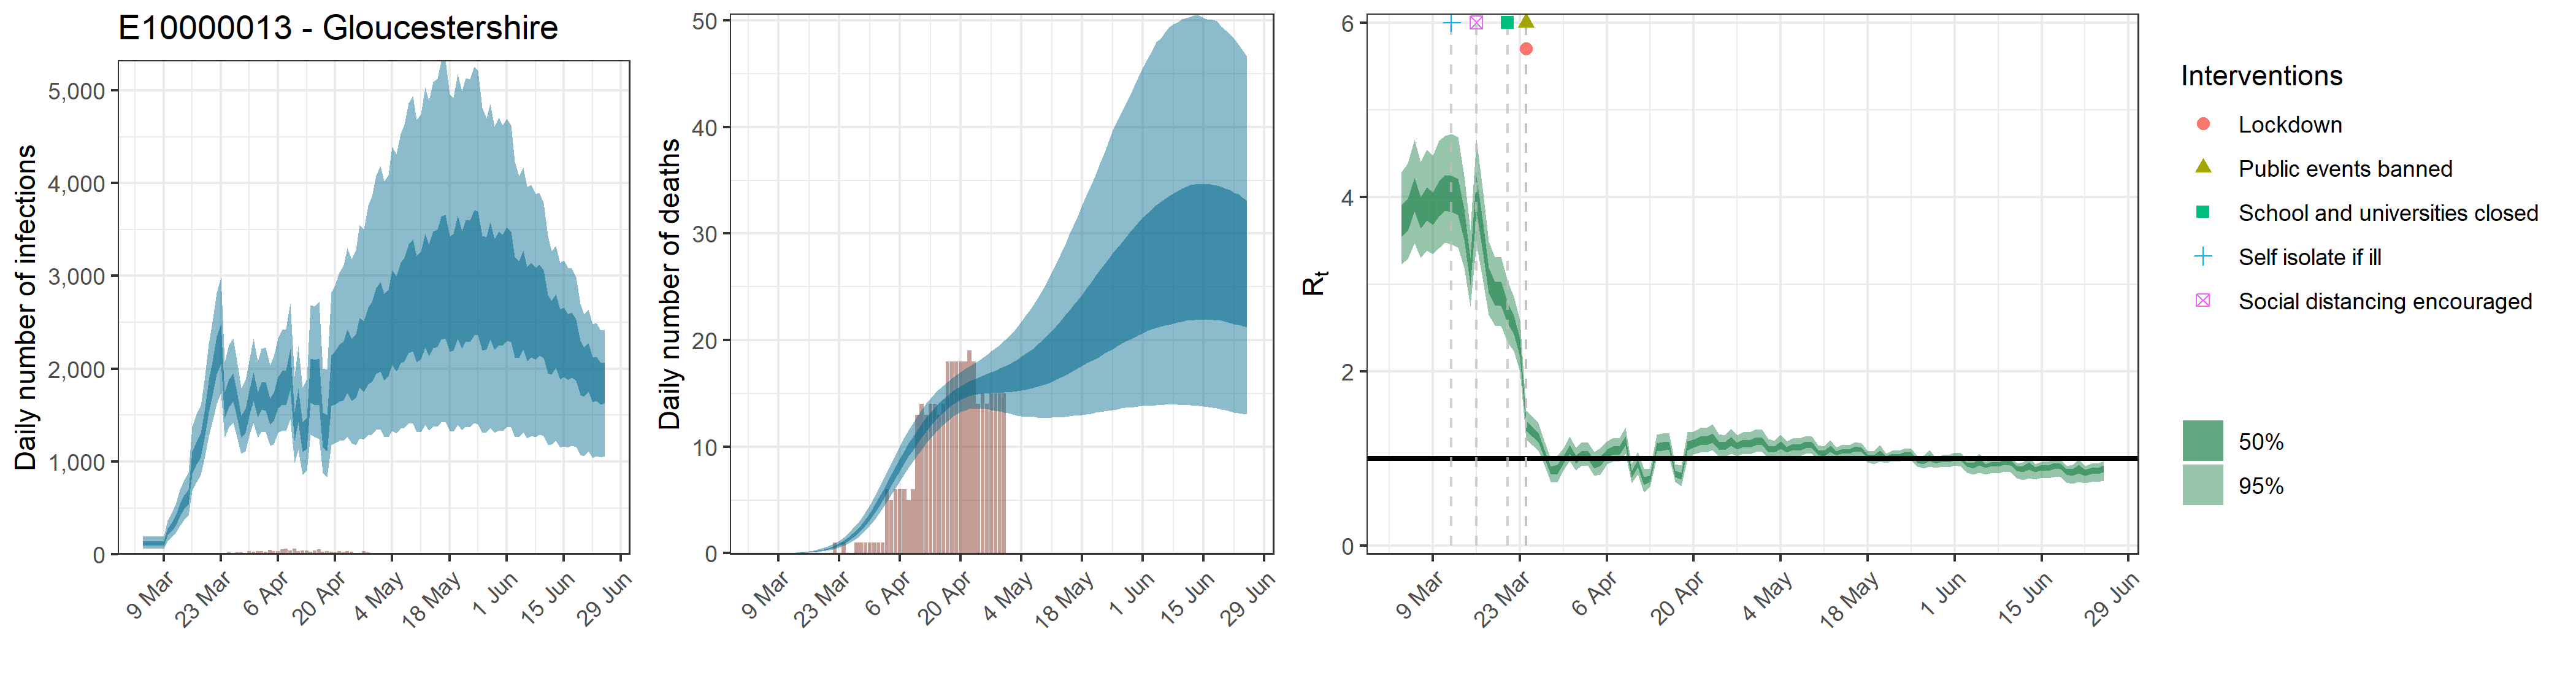 E10000013 - Gloucestershire
Daily number of infections
5,000
4,000
3,000
2,000
1,000
0
9 Mar
23 Mar
6 Apr
20 Apr
4 May
18 May
1 Jun
15 Jun
29 Jun
Daily number of deaths
50
40
30
20
10
0
9 Mar
23 Mar
6 Apr
20 Apr
4 May
18 May
1 Jun
15 Jun
29 Jun
Rt
6
4
2
0
9 Mar
23 Mar
6 Apr
20 Apr
4 May
18 May
1 Jun
15 Jun
29 Jun
Interventions
Lockdown
Public events banned
School and universities closed
Self isolate if ill
Social distancing encouraged
50%
95%